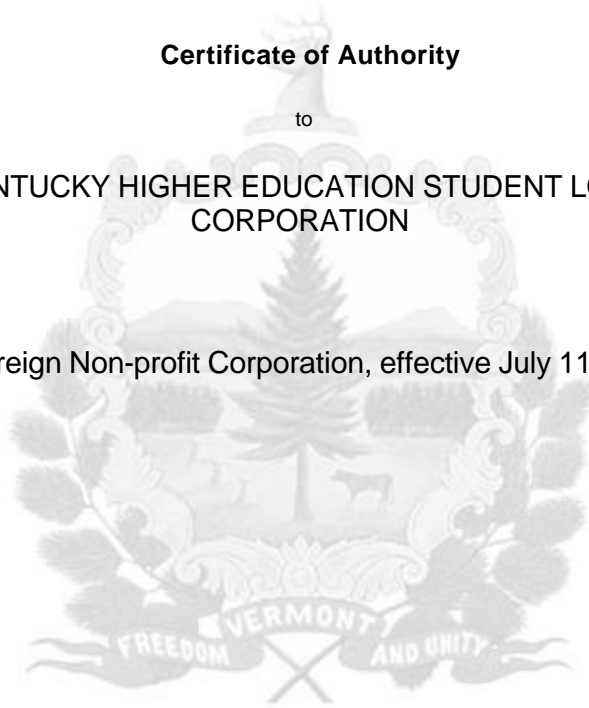 Certificate of Authority
to
NTUCKY HIGHER EDUCATION STUDENT LO
CORPORATION
reign Non-profit Corporation, effective July 11
FREEDOM VERMONT AND UNITY